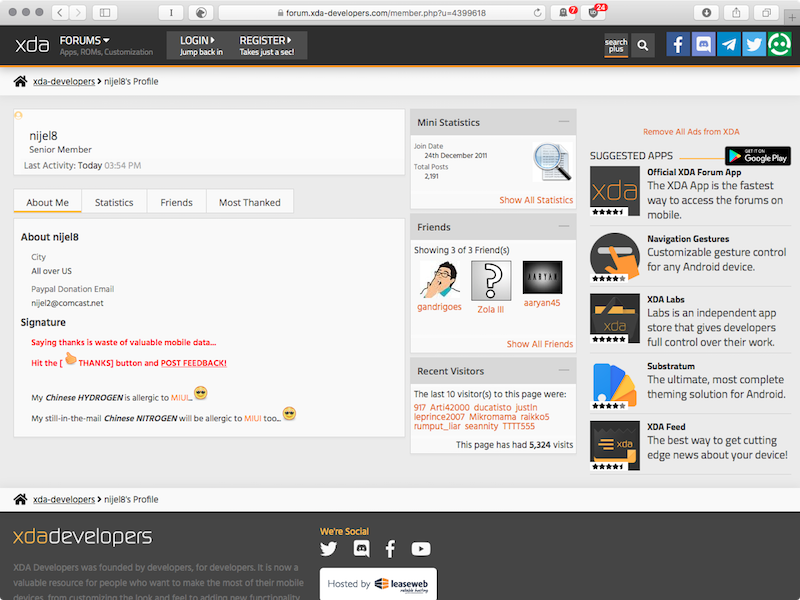 forum.xda-developers.com/member.php?u=4399618
7
24
xda
FORUMS
Apps, ROMs, Customization
LOGIN
Jump back in
REGISTER
Takes just a sec!
search plus
xda-developers > nijel8's Profile
nijel8
Senior Member
Last Activity: Today 03:54 PM
About Me
Statistics
Friends
Most Thanked
About nijel8
City
All over US
Paypal Donation Email
nijel2@comcast.net
Signature
Saying thanks is waste of valuable mobile data...
Hit the [ THANKS] button and POST FEEDBACK!
My Chinese HYDROGEN is allergic to MIUI...
My still-in-the-mail Chinese NITROGEN will be allergic to MIUI too...
Mini Statistics
Join Date
24th December 2011
Total Posts
2,191
Show All Statistics
Friends
Showing 3 of 3 Friend(s)
AARYAN
gandrigoes
Zola III
aaryan45
Show All Friends
Recent Visitors
The last 10 visitor(s) to this page were:
917 Arti42000 ducatisto justIn
leprince2007 Mikromama raikko5
rumput_liar seannity TTTT555
This page has had 5,324 visits
Remove All Ads from XDA
SUGGESTED APPS
GET IT ON
Google Play
xda
Official XDA Forum App
The XDA App is the fastest
way to access the forums on
mobile.
Navigation Gestures
Customizable gesture control
for any Android device.
xda
XDA Labs
Labs is an independent app
store that gives developers
full control over their work.
Substratum
The ultimate, most complete
theming solution for Android.
xda
XDA Feed
The best way to get cutting
edge news about your device!
xda-developers > nijel8's Profile
xdadevelopers
XDA Developers was founded by developers, for developers. It is now a
valuable resource for people who want to make the most of their mobile
devices, from customizing the look and feel to adding new functionality.
We're Social
Hosted by leaseweb
reliable hosting